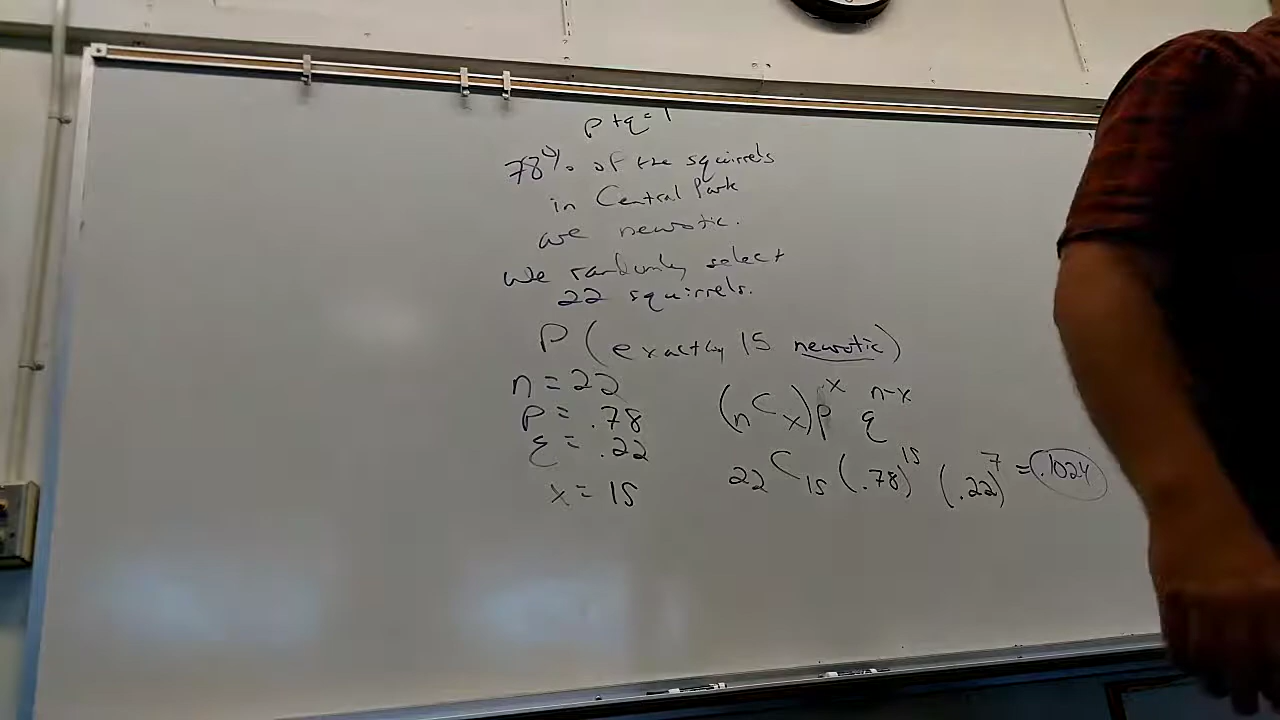 p+q=1
78% of the squirrels
in Central Park
are neurotic.
We randomly select
22 squirrels.
P(exactly 15 neurotic)
n=22
p=.78
q=.22
x=15
(nCx)p^x q^n-x
22C15(.78)^15 (.22)^7 = .1024